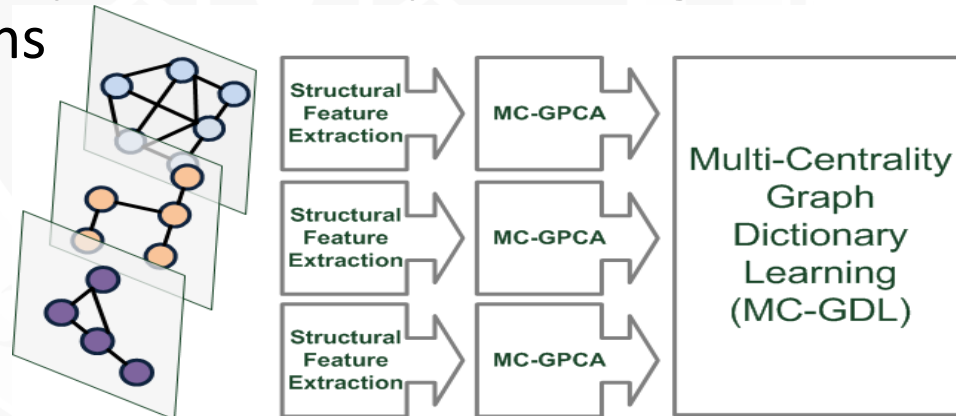 ns
Structural
Feature
Extraction
MC-GPCA
Structural
Feature
Extraction
MC-GPCA
Structural
Feature
Extraction
MC-GPCA
Multi-Centrality
Graph
Dictionary
Learning
(MC-GDL)